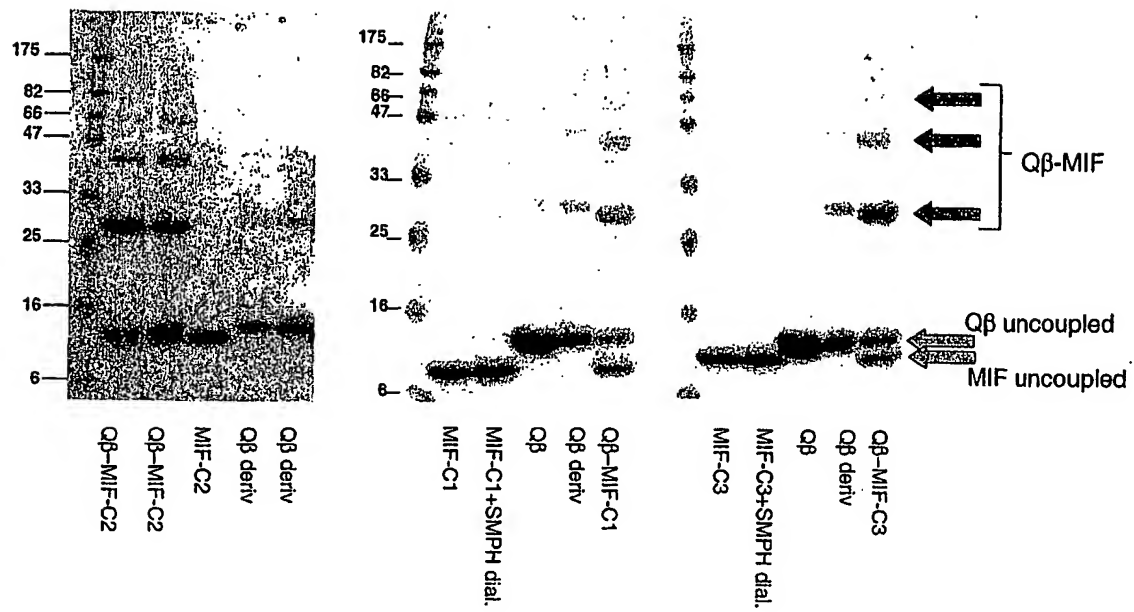 175
82
66
47
33
25
16
6
Qβ–MIF-C2
Qβ–MIF-C2
MIF-C2
Qβ deriv
Qβ deriv
175
82
66
47
33
25
16
6
MIF-C1
MIF-C1+SMPH dial.
Qβ
Qβ deriv
Qβ–MIF-C1
MIF-C3
MIF-C3+SMPH dial.
Qβ
Qβ deriv
Qβ–MIF-C3
Qβ-MIF
Qβ uncoupled
MIF uncoupled